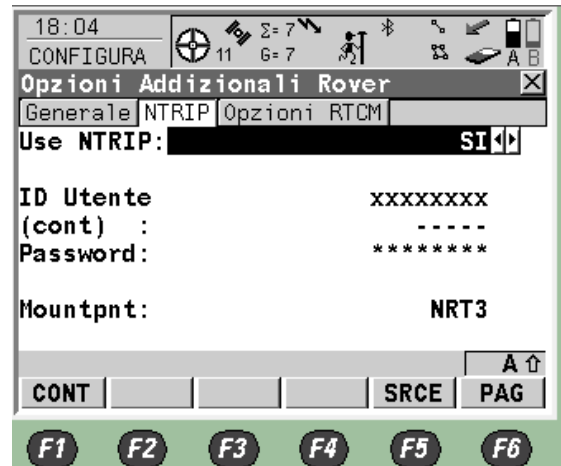 18:04
CONFIGURA
11
Σ= 7
G= 7
A B
Opzioni Addizionali Rover
Generale NTRIP Opzioni RTCM
Use NTRIP: SI
ID Utente xxxxxxxx
(cont) : -----
Password: ********
Mountpnt: NRT3
A
CONT SRCE PAG
F1 F2 F3 F4 F5 F6